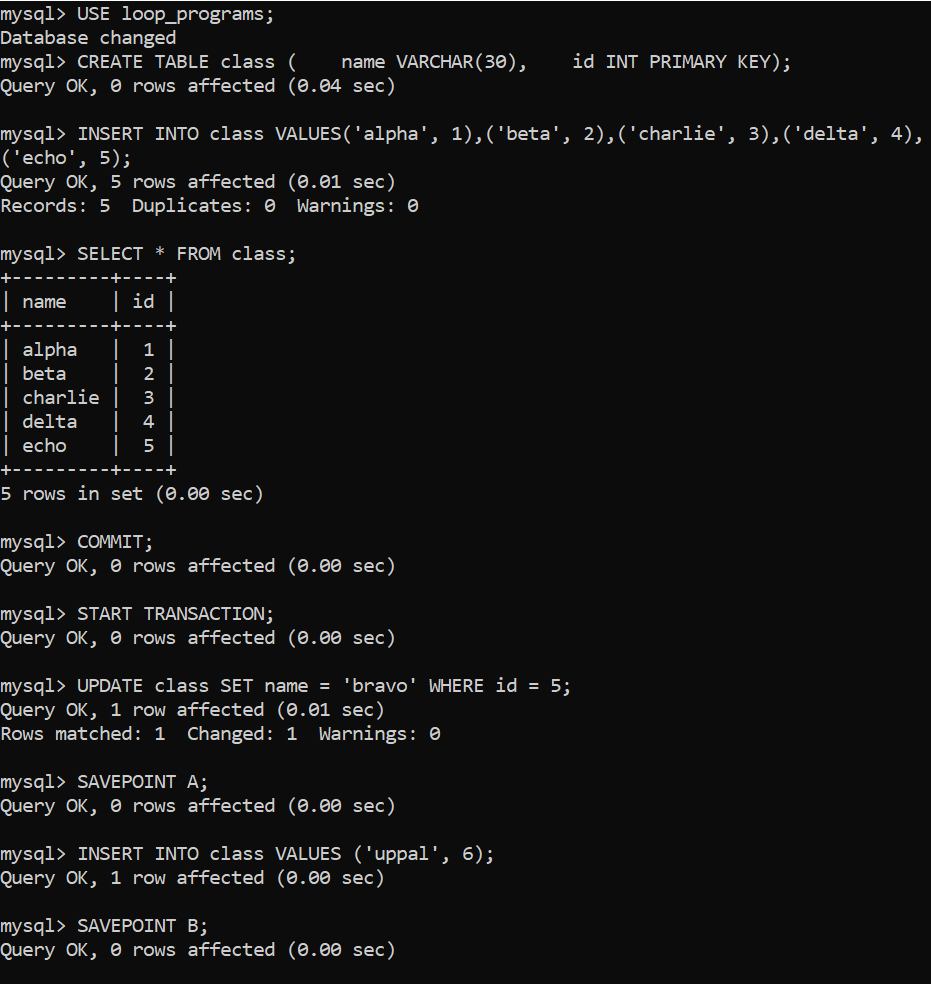 mysql> USE loop_programs;
Database changed
mysql> CREATE TABLE class (    name VARCHAR(30),    id INT PRIMARY KEY);
Query OK, 0 rows affected (0.04 sec)

mysql> INSERT INTO class VALUES('alpha', 1),('beta', 2),('charlie', 3),('delta', 4),
('echo', 5);
Query OK, 5 rows affected (0.01 sec)
Records: 5  Duplicates: 0  Warnings: 0

mysql> SELECT * FROM class;
+---------+----+
| name    | id |
+---------+----+
| alpha   |  1 |
| beta    |  2 |
| charlie |  3 |
| delta   |  4 |
| echo    |  5 |
+---------+----+
5 rows in set (0.00 sec)

mysql> COMMIT;
Query OK, 0 rows affected (0.00 sec)

mysql> START TRANSACTION;
Query OK, 0 rows affected (0.00 sec)

mysql> UPDATE class SET name = 'bravo' WHERE id = 5;
Query OK, 1 row affected (0.01 sec)
Rows matched: 1  Changed: 1  Warnings: 0

mysql> SAVEPOINT A;
Query OK, 0 rows affected (0.00 sec)

mysql> INSERT INTO class VALUES ('uppal', 6);
Query OK, 1 row affected (0.00 sec)

mysql> SAVEPOINT B;
Query OK, 0 rows affected (0.00 sec)